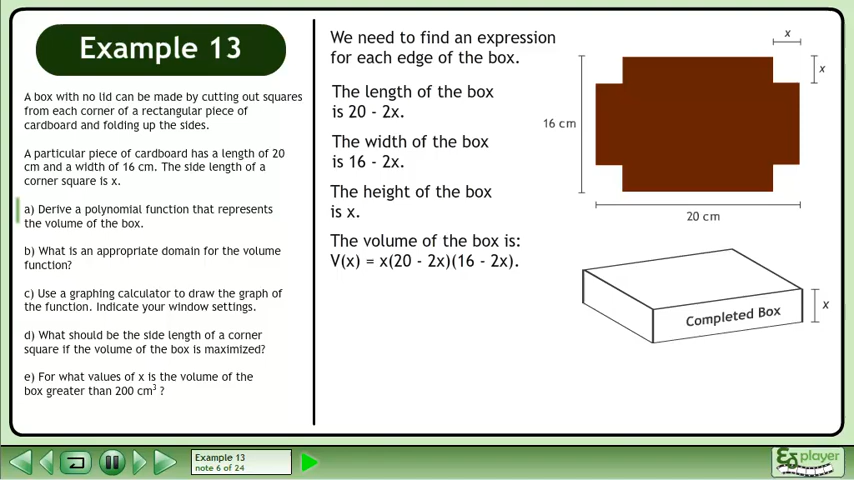 Example 13
A box with no lid can be made by cutting out squares
from each corner of a rectangular piece of
cardboard and folding up the sides.
A particular piece of cardboard has a length of 20
cm and a width of 16 cm. The side length of a
corner square is x.
a) Derive a polynomial function that represents
the volume of the box.
b) What is an appropriate domain for the volume
function?
c) Use a graphing calculator to draw the graph of
the function. Indicate your window settings.
d) What should be the side length of a corner
square if the volume of the box is maximized?
e) For what values of x is the volume of the
box greater than 200 cm³ ?
We need to find an expression
for each edge of the box.
The length of the box
is 20 - 2x.
The width of the box
is 16 - 2x.
The height of the box
is x.
The volume of the box is:
V(x) = x(20 - 2x)(16 - 2x).
x
x
16 cm
20 cm
Completed Box
x
Example 13
note 6 of 24
player